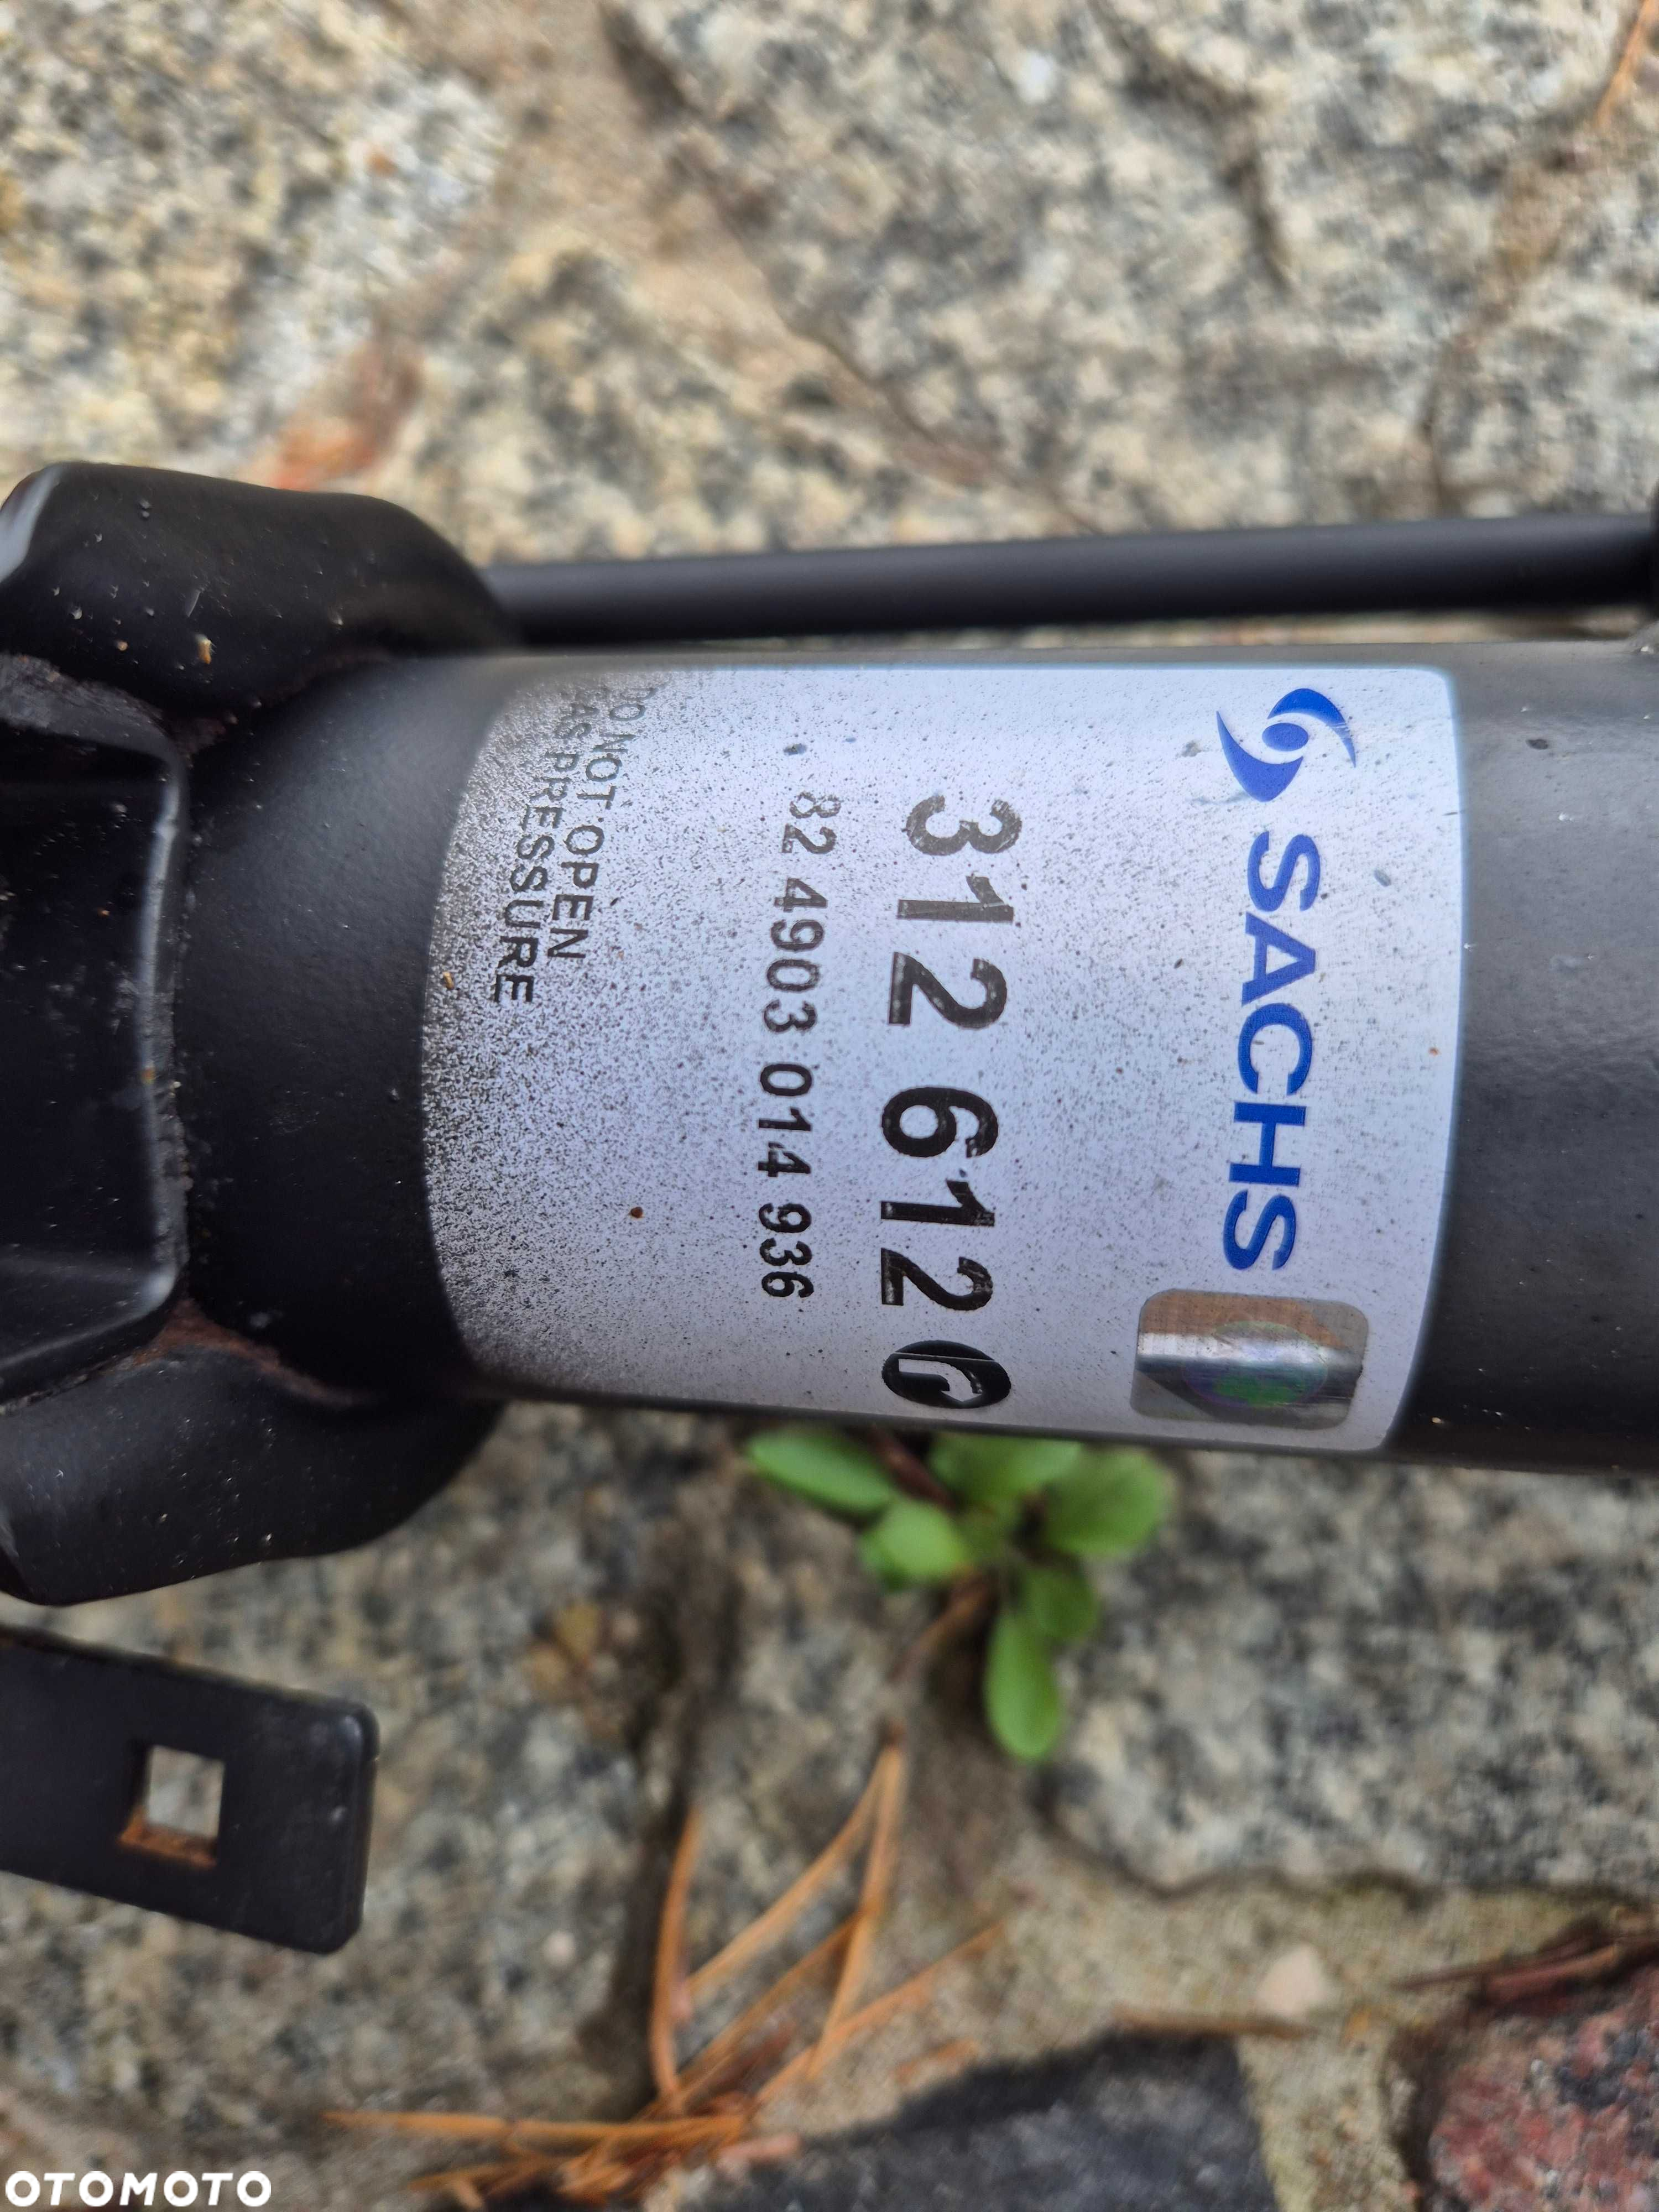 SACHS
312 612
82 4903 014 936
DO NOT OPEN
GAS PRESSURE
OTOMOTO